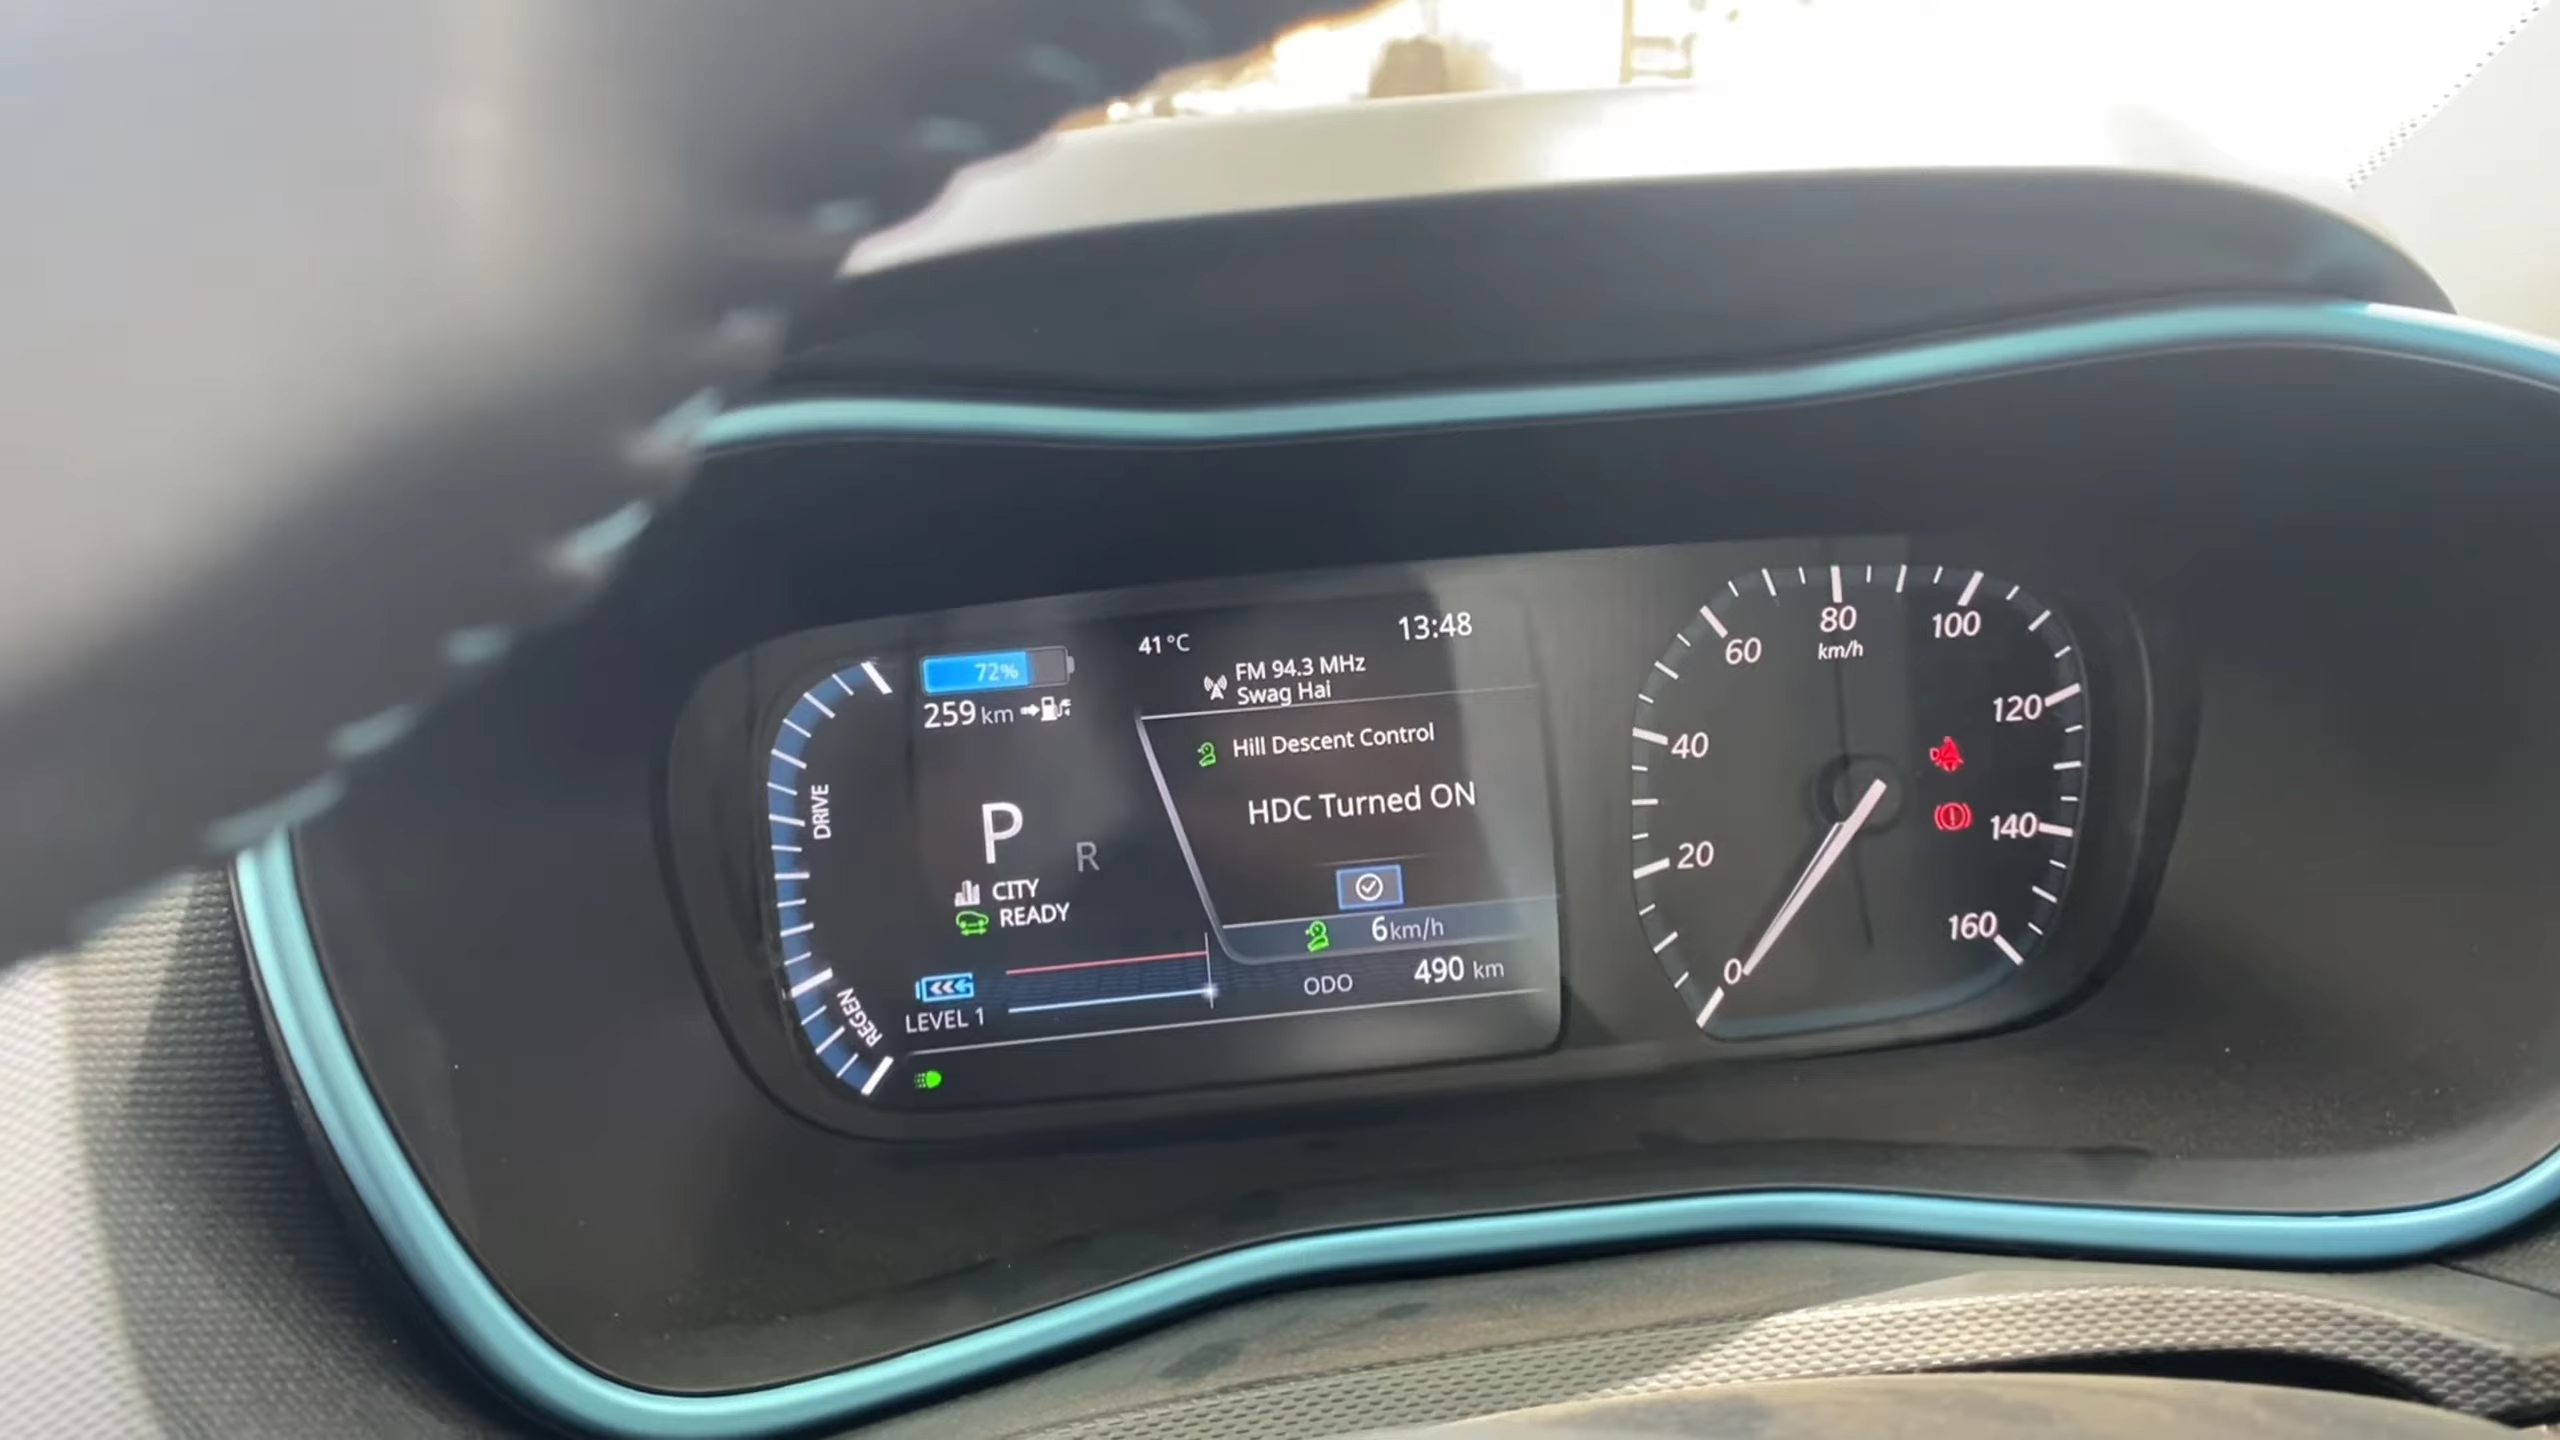 72%
259 km
41°C
13:48
FM 94.3 MHz
Swag Hai
Hill Descent Control
HDC Turned ON
DRIVE
P
R
CITY
READY
6km/h
ODO 490 km
REGEN
LEVEL 1
0
20
40
60
80
km/h
100
120
140
160